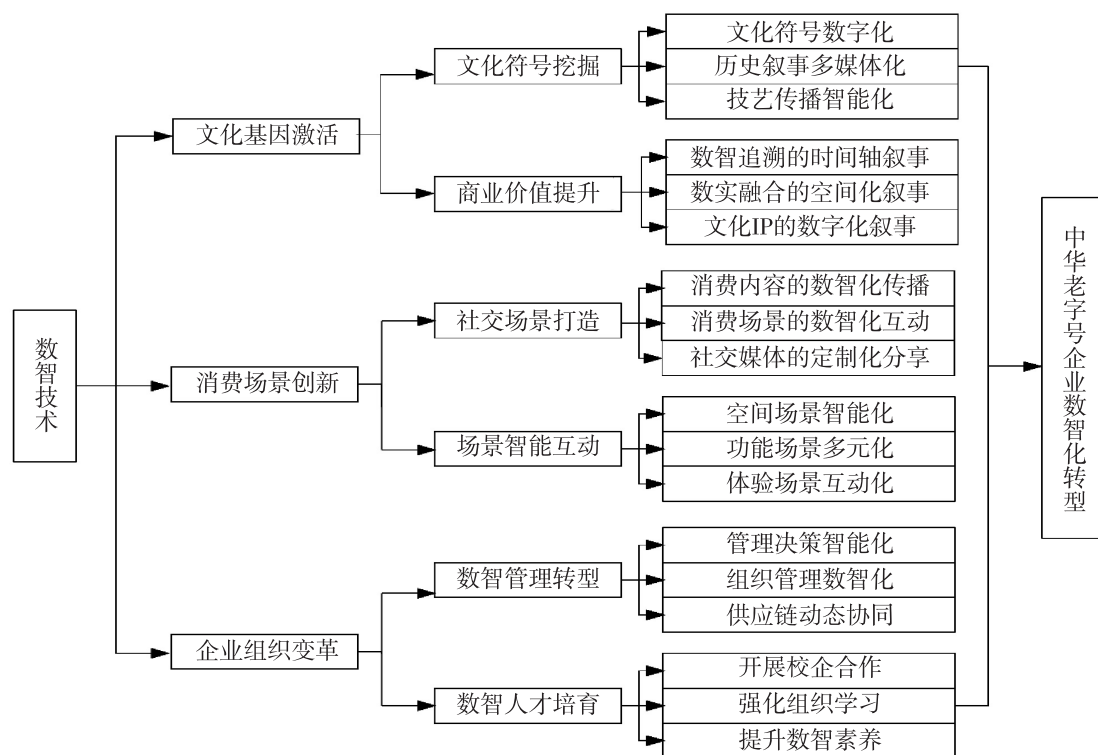 数智技术
文化基因激活
文化符号挖掘
文化符号数字化
历史叙事多媒体化
技艺传播智能化
商业价值提升
数智追溯的时间轴叙事
数实融合的空间化叙事
文化IP的数字化叙事
消费场景创新
社交场景打造
消费内容的数智化传播
消费场景的数智化互动
社交媒体的定制化分享
场景智能互动
空间场景智能化
功能场景多元化
体验场景互动化
企业组织变革
数智管理转型
管理决策智能化
组织管理数智化
供应链动态协同
数智人才培育
开展校企合作
强化组织学习
提升数智素养
中华老字号企业数智化转型